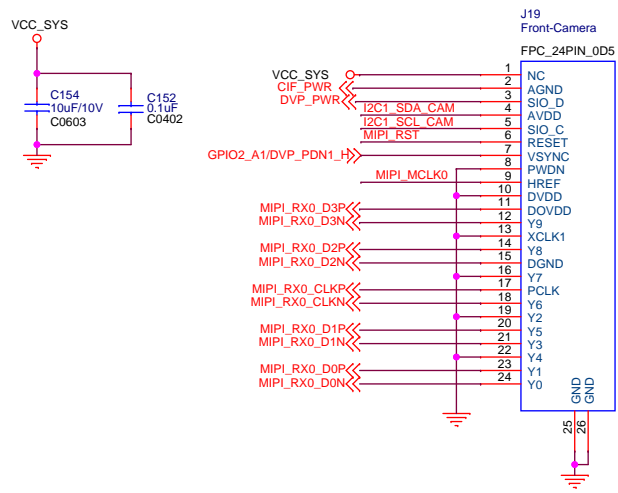 J19
Front-Camera
VCC_SYS
FPC_24PIN_0D5
C154
10uF/10V
C0603
C152
0.1uF
C0402
VCC_SYS 1 NC
CIF_PWR 2 AGND
DVP_PWR 3 SIO_D
I2C1_SDA_CAM 4 AVDD
I2C1_SCL_CAM 5 SIO_C
MIPI_RST 6 RESET
GPIO2_A1/DVP_PDN1_H 7 VSYNC
8 PWDN
MIPI_MCLK0 9 HREF
10 DVDD
MIPI_RX0_D3P 11 DOVDD
MIPI_RX0_D3N 12 Y9
13 XCLK1
MIPI_RX0_D2P 14 Y8
MIPI_RX0_D2N 15 DGND
16 Y7
MIPI_RX0_CLKP 17 PCLK
MIPI_RX0_CLKN 18 Y6
19 Y2
MIPI_RX0_D1P 20 Y5
MIPI_RX0_D1N 21 Y3
22 Y4
MIPI_RX0_D0P 23 Y1
MIPI_RX0_D0N 24 Y0
GND
GND
25
26